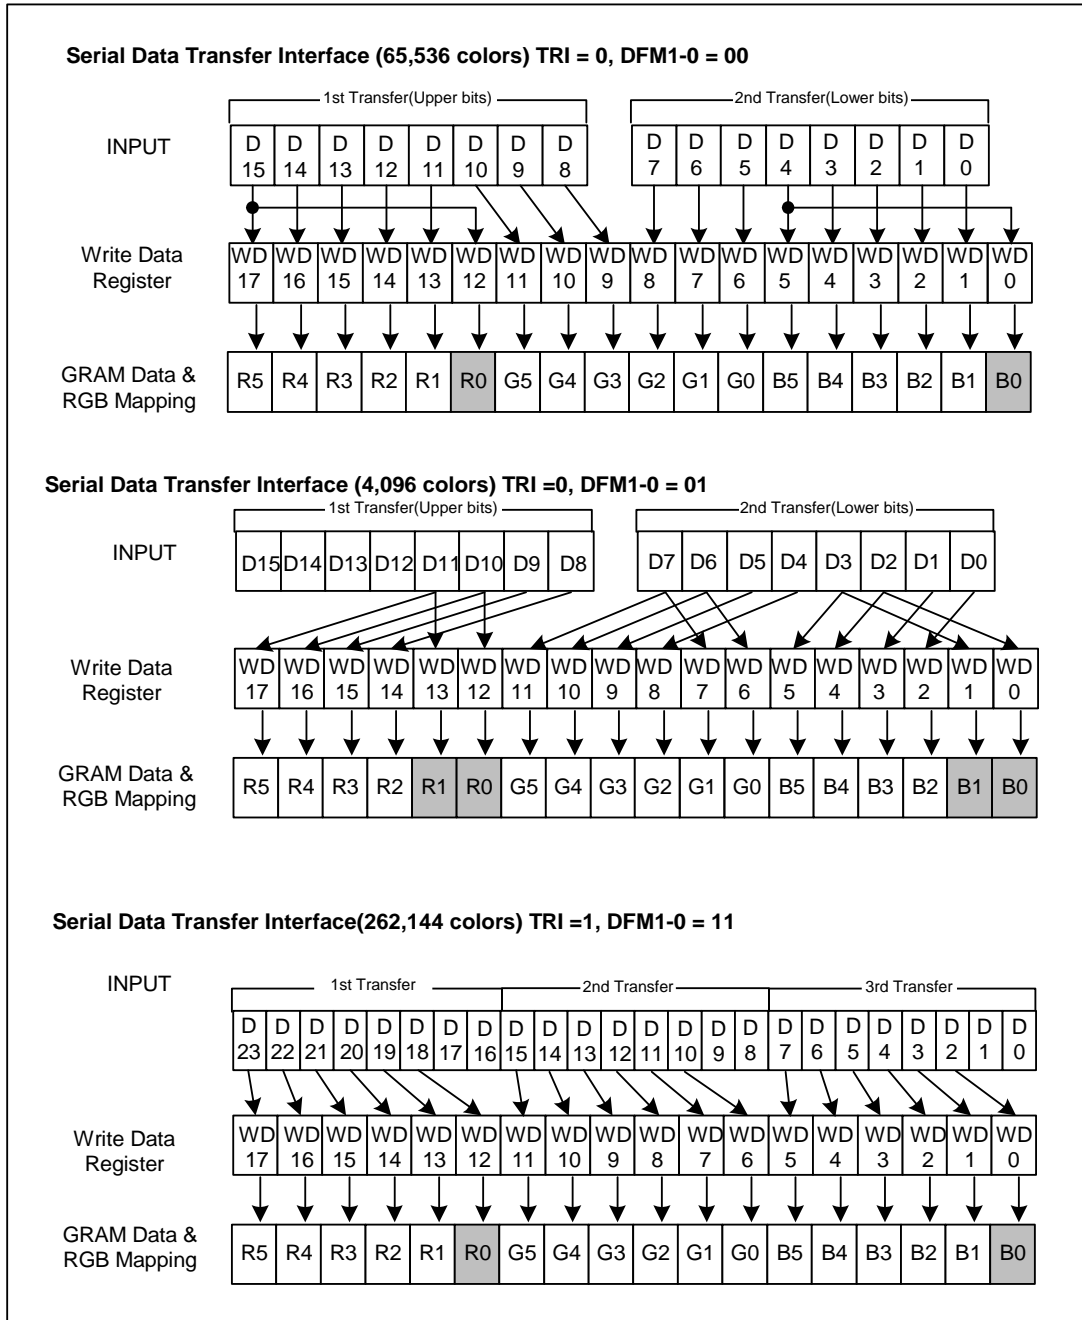 Serial Data Transfer Interface (65,536 colors) TRI = 0, DFM1-0 = 00
1st Transfer(Upper bits) 2nd Transfer(Lower bits)
INPUT
D D D D D D D D D D D D D D D D
15 14 13 12 11 10 9 8 7 6 5 4 3 2 1 0
Write Data
Register
WD WD WD WD WD WD WD WD WD WD WD WD WD WD WD WD WD WD
17 16 15 14 13 12 11 10 9 8 7 6 5 4 3 2 1 0
GRAM Data &
RGB Mapping
R5 R4 R3 R2 R1 R0 G5 G4 G3 G2 G1 G0 B5 B4 B3 B2 B1 B0
Serial Data Transfer Interface (4,096 colors) TRI =0, DFM1-0 = 01
1st Transfer(Upper bits) 2nd Transfer(Lower bits)
INPUT
D15 D14 D13 D12 D11 D10 D9 D8 D7 D6 D5 D4 D3 D2 D1 D0
Write Data
Register
WD WD WD WD WD WD WD WD WD WD WD WD WD WD WD WD WD WD
17 16 15 14 13 12 11 10 9 8 7 6 5 4 3 2 1 0
GRAM Data &
RGB Mapping
R5 R4 R3 R2 R1 R0 G5 G4 G3 G2 G1 G0 B5 B4 B3 B2 B1 B0
Serial Data Transfer Interface(262,144 colors) TRI =1, DFM1-0 = 11
INPUT
1st Transfer 2nd Transfer 3rd Transfer
D D D D D D D D D D D D D D D D D D D D D D D D
23 22 21 20 19 18 17 16 15 14 13 12 11 10 9 8 7 6 5 4 3 2 1 0
Write Data
Register
WD WD WD WD WD WD WD WD WD WD WD WD WD WD WD WD WD WD
17 16 15 14 13 12 11 10 9 8 7 6 5 4 3 2 1 0
GRAM Data &
RGB Mapping
R5 R4 R3 R2 R1 R0 G5 G4 G3 G2 G1 G0 B5 B4 B3 B2 B1 B0